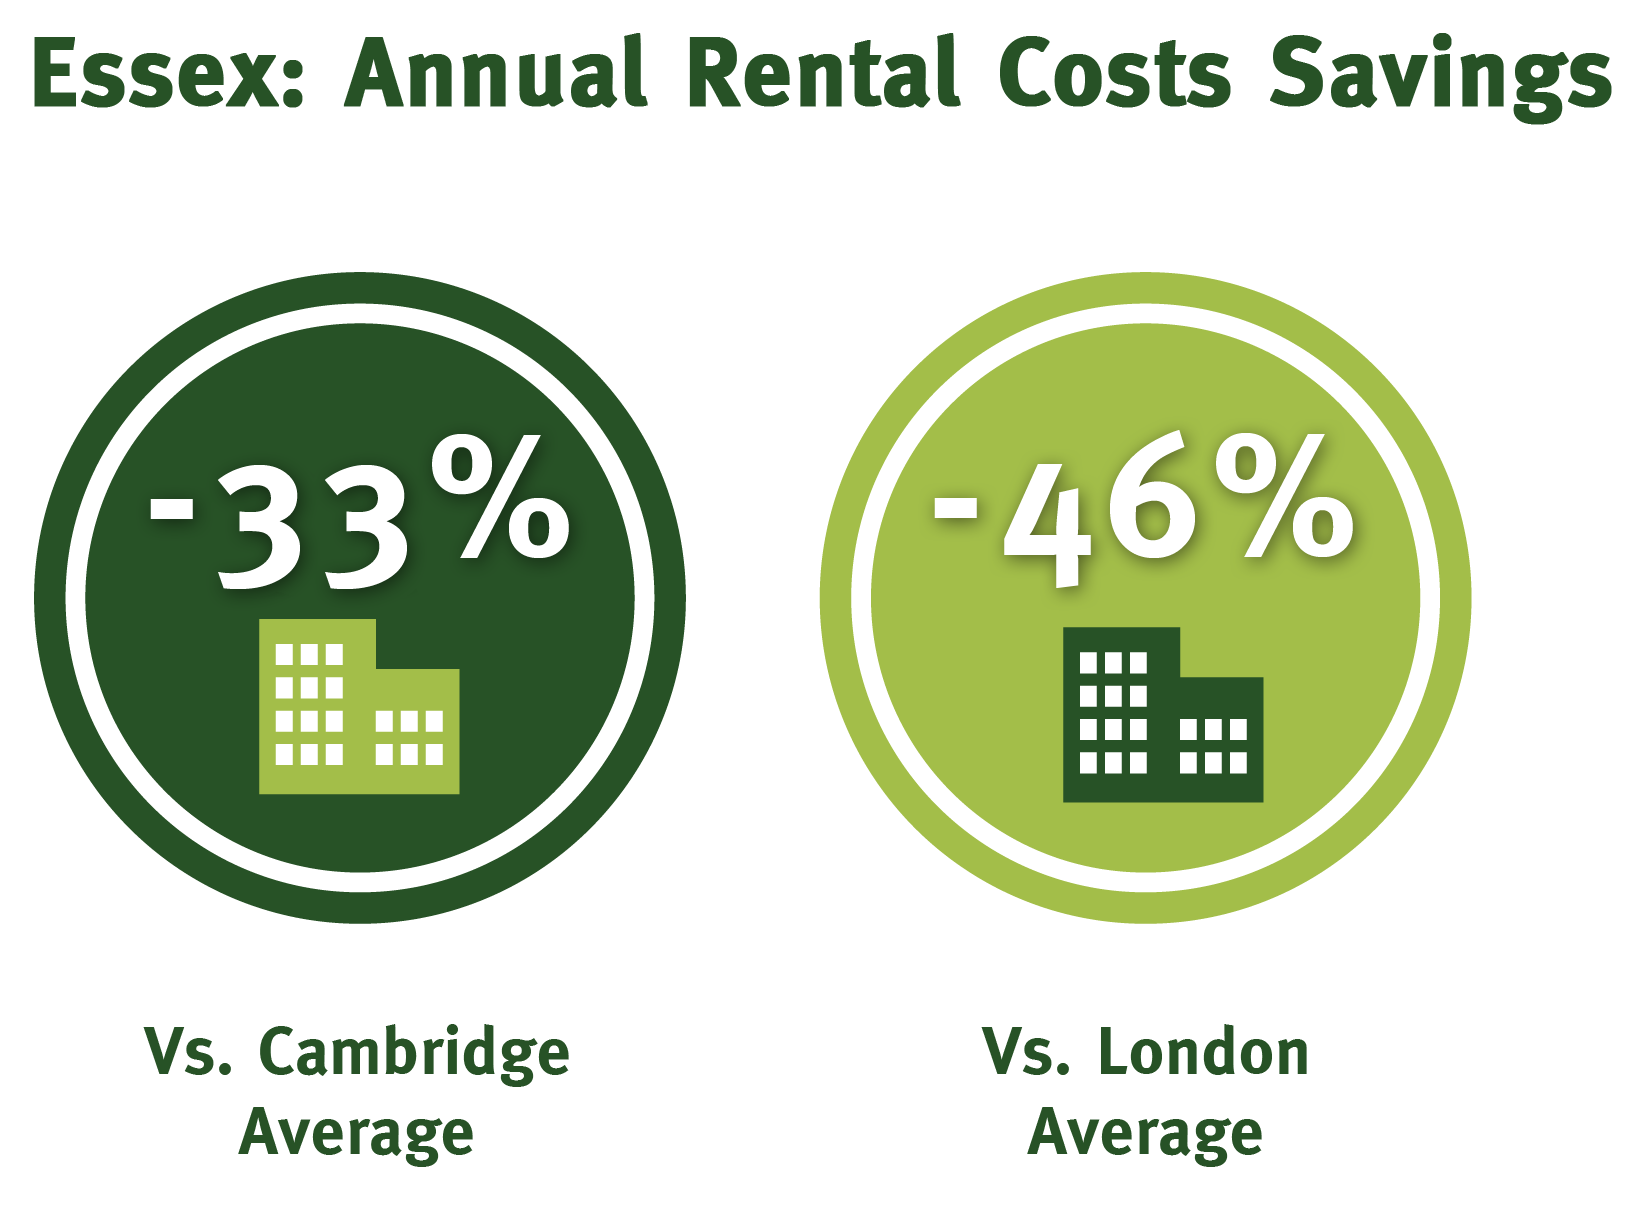 Essex: Annual Rental Costs Savings
-33%
-46%
Vs. Cambridge
Average
Vs. London
Average